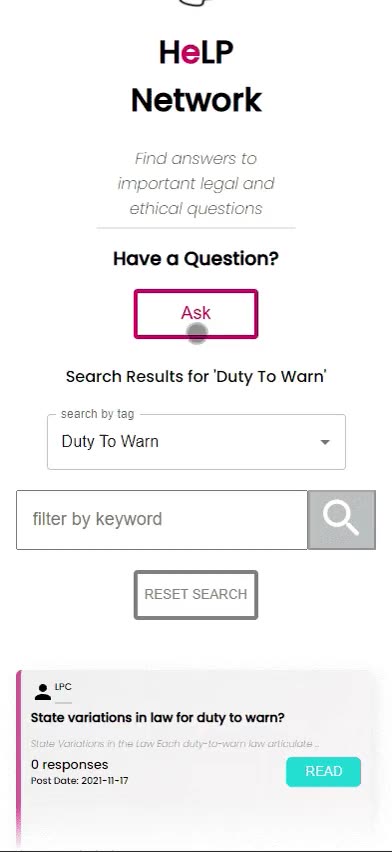 HeLP
Network
Find answers to
important legal and
ethical questions
Have a Question?
Ask
Search Results for 'Duty To Warn'
search by tag
Duty To Warn
filter by keyword
RESET SEARCH
LPC
State variations in law for duty to warn?
State Variations in the Law Each duty-to-warn law articulate ...
0 responses
Post Date: 2021-11-17
READ